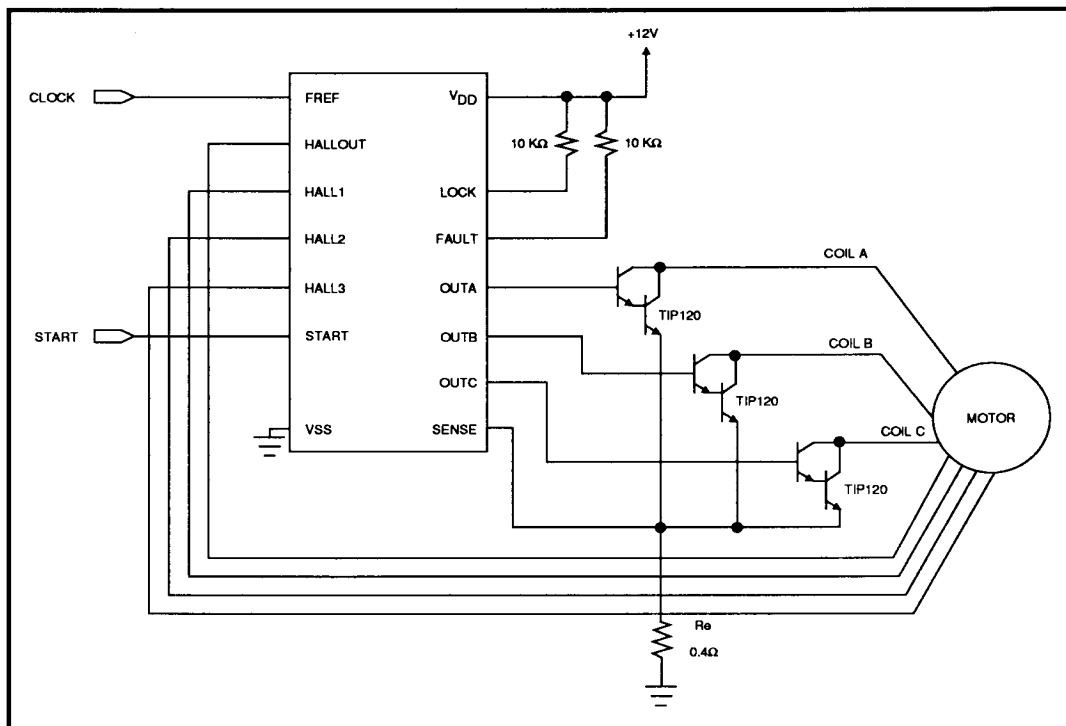 +12V
CLOCK
FREF
VDD
HALLOUT
10 KΩ
10 KΩ
HALL1
LOCK
HALL2
FAULT
COIL A
HALL3
OUTA
TIP120
START
START
OUTB
COIL B
TIP120
OUTC
MOTOR
COIL C
VSS
SENSE
TIP120
Re
0.4Ω